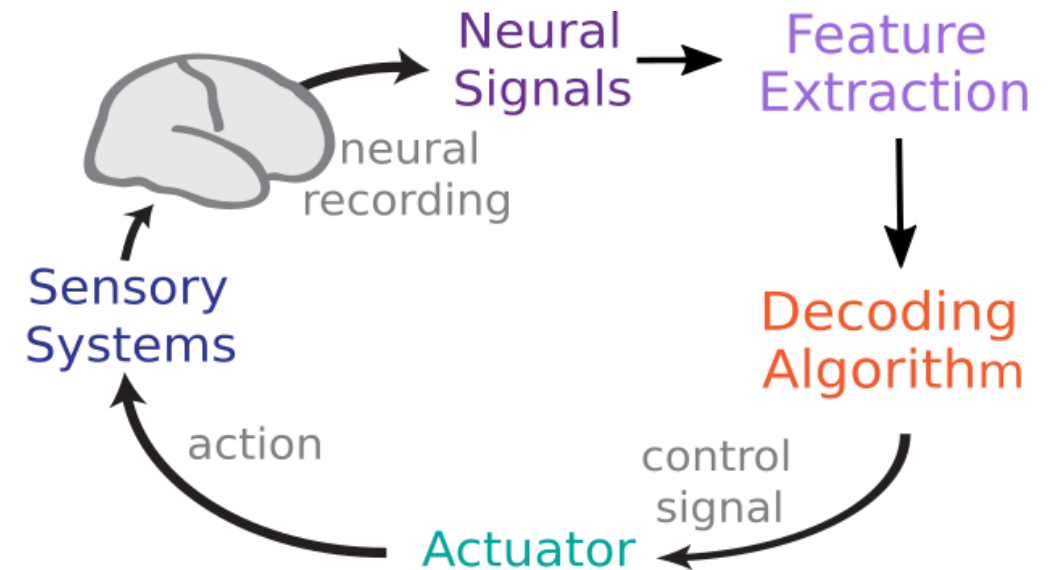 Neural
Signals
Feature
Extraction
neural
recording
Sensory
Systems
Decoding
Algorithm
action
control
signal
Actuator